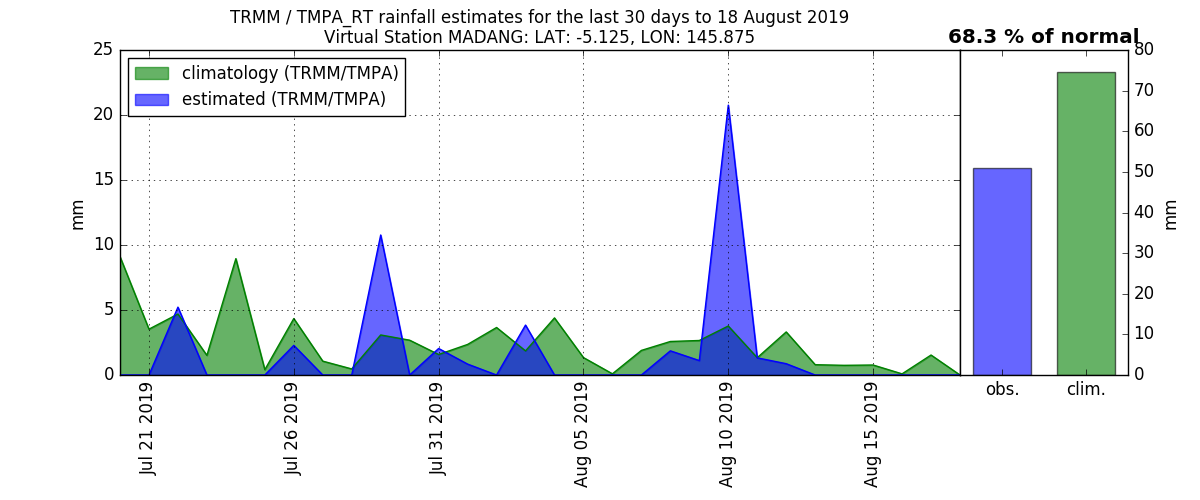 TRMM / TMPA_RT rainfall estimates for the last 30 days to 18 August 2019
Virtual Station MADANG: LAT: -5.125, LON: 145.875
68.3 % of normal
climatology (TRMM/TMPA)
estimated (TRMM/TMPA)
25
20
15
10
5
0
mm
Jul 21 2019
Jul 26 2019
Jul 31 2019
Aug 05 2019
Aug 10 2019
Aug 15 2019
80
70
60
50
40
30
20
10
0
mm
obs.
clim.